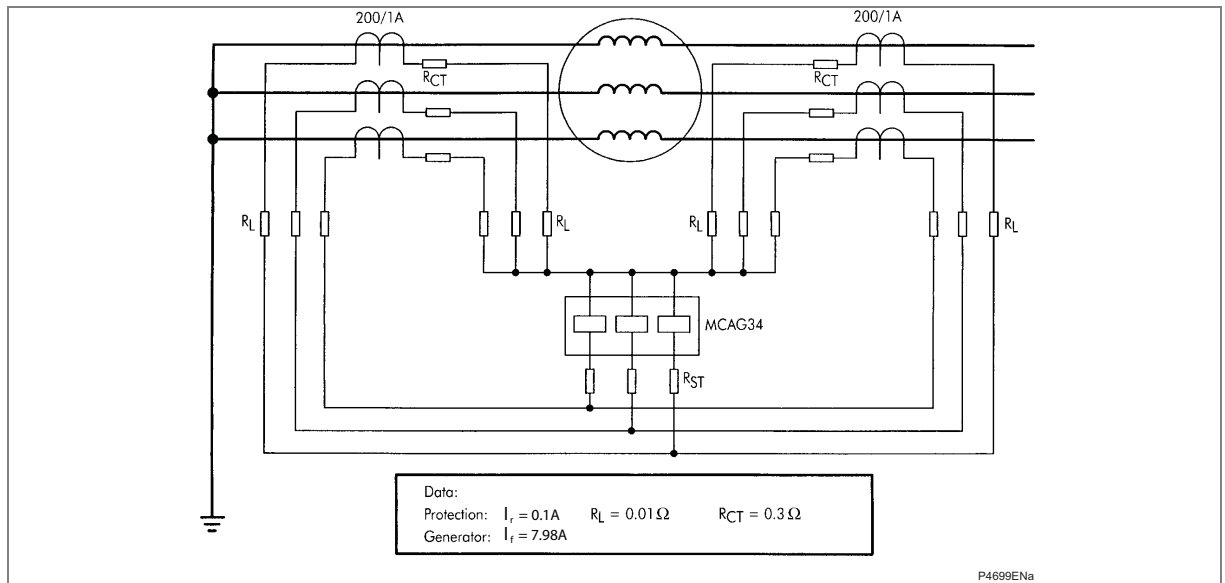 200/1A
200/1A
RCT
RCT
RL
RL
RL
RL
MCAG34
RST
Data:
Protection: Ir = 0.1A RL = 0.01Ω RCT = 0.3 Ω
Generator: If = 7.98A
P4699ENa